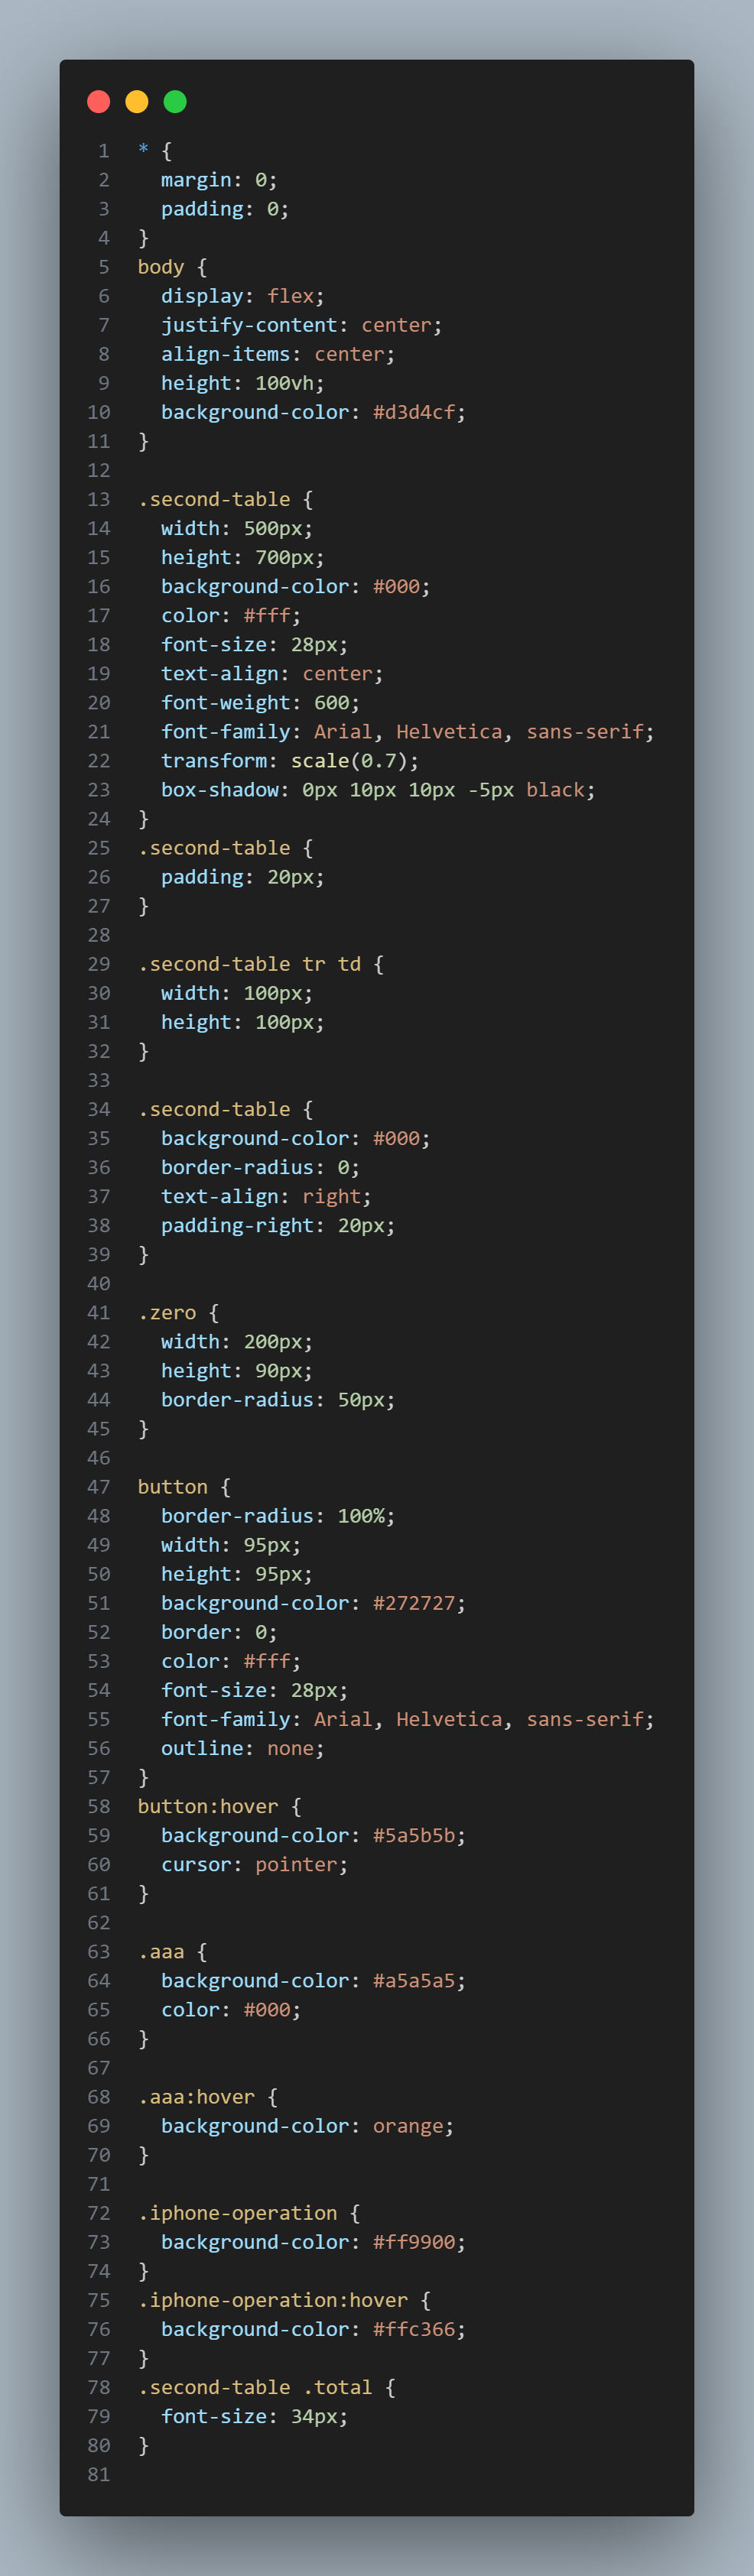 1 * {
2   margin: 0;
3   padding: 0;
4 }
5 body {
6   display: flex;
7   justify-content: center;
8   align-items: center;
9   height: 100vh;
10   background-color: #d3d4cf;
11 }
12
13 .second-table {
14   width: 500px;
15   height: 700px;
16   background-color: #000;
17   color: #fff;
18   font-size: 28px;
19   text-align: center;
20   font-weight: 600;
21   font-family: Arial, Helvetica, sans-serif;
22   transform: scale(0.7);
23   box-shadow: 0px 10px 10px -5px black;
24 }
25 .second-table {
26   padding: 20px;
27 }
28
29 .second-table tr td {
30   width: 100px;
31   height: 100px;
32 }
33
34 .second-table {
35   background-color: #000;
36   border-radius: 0;
37   text-align: right;
38   padding-right: 20px;
39 }
40
41 .zero {
42   width: 200px;
43   height: 90px;
44   border-radius: 50px;
45 }
46
47 button {
48   border-radius: 100%;
49   width: 95px;
50   height: 95px;
51   background-color: #272727;
52   border: 0;
53   color: #fff;
54   font-size: 28px;
55   font-family: Arial, Helvetica, sans-serif;
56   outline: none;
57 }
58 button:hover {
59   background-color: #5a5b5b;
60   cursor: pointer;
61 }
62
63 .aaa {
64   background-color: #a5a5a5;
65   color: #000;
66 }
67
68 .aaa:hover {
69   background-color: orange;
70 }
71
72 .iphone-operation {
73   background-color: #ff9900;
74 }
75 .iphone-operation:hover {
76   background-color: #ffc366;
77 }
78 .second-table .total {
79   font-size: 34px;
80 }
81